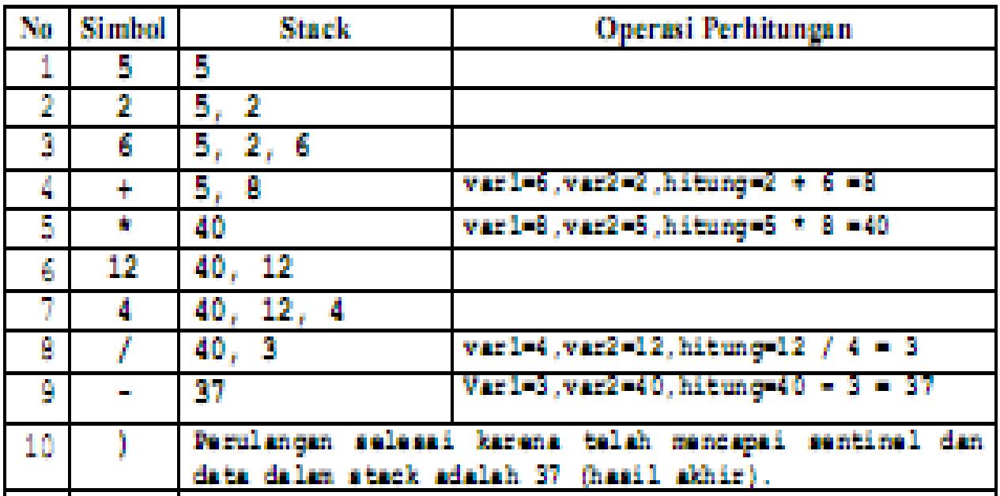 No Simbol Stack Operasi Perhitungan
1 5 5
2 2 5, 2
3 6 5, 2, 6
4 + 5, 8 var1=6,var2=2,hitung=2 + 6 =8
5 * 40 var1=8,var2=5,hitung=5 * 8 =40
6 12 40, 12
7 4 40, 12, 4
8 / 40, 3 var1=4,var2=12,hitung=12 / 4 = 3
9 - 37 Var1=3,var2=40,hitung=40 - 3 = 37
10 ) Perulangan selesai karena telah mencapai sentinel dan
data dalam stack adalah 37 (hasil akhir).